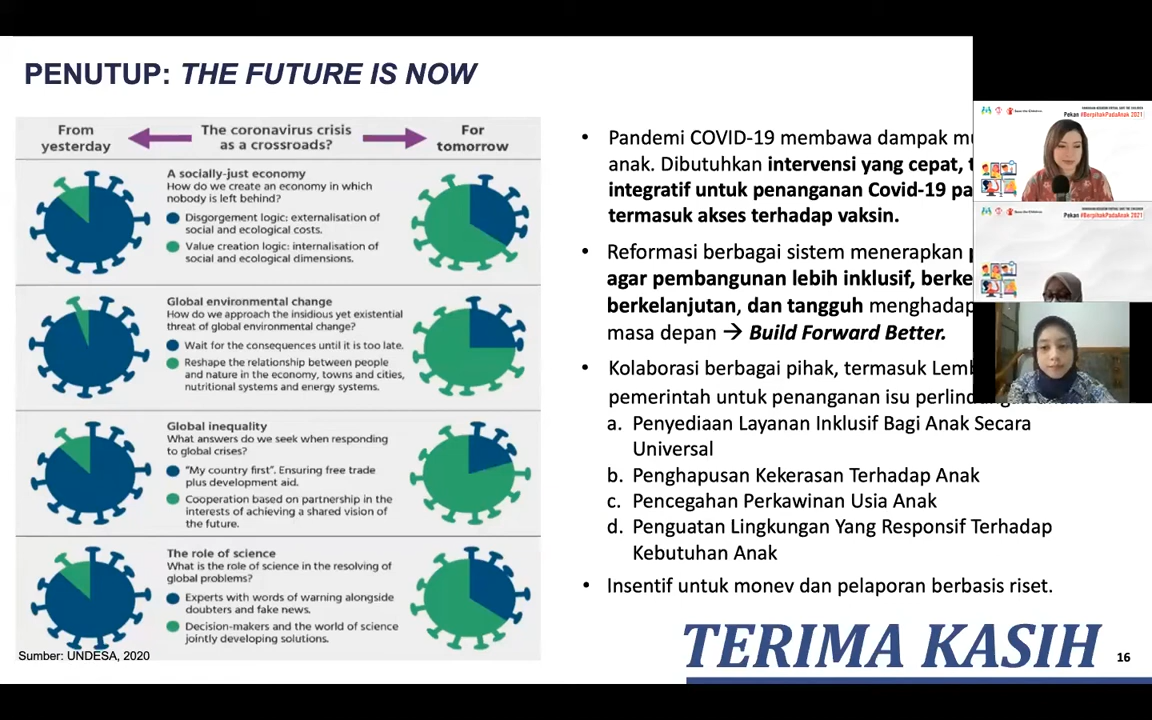 PENUTUP: THE FUTURE IS NOW
From
yesterday
The coronavirus crisis
as a crossroads?
For
tomorrow
A socially-just economy
How do we create an economy in which
nobody is left behind?
Disgorgement logic: externalisation of
social and ecological costs.
Value creation logic: internalisation of
social and ecological dimensions.
Global environmental change
How do we approach the insidious yet existential
threat of global environmental change?
Wait for the consequences until it is too late.
Reshape the relationship between people
and nature in the economy, towns and cities,
nutritional systems and energy systems.
Global inequality
What answers do we seek when responding
to global crises?
"My country first". Ensuring free trade
plus development aid.
Cooperation based on partnership in the
interests of achieving a shared vision of
the future.
The role of science
What is the role of science in the resolving of
global problems?
Experts with words of warning alongside
doubters and fake news.
Decision-makers and the world of science
jointly developing solutions.
Sumber: UNDESA, 2020
• Pandemi COVID-19 membawa dampak
anak. Dibutuhkan intervensi yang cepat,
integratif untuk penanganan Covid-19
termasuk akses terhadap vaksin.
• Reformasi berbagai sistem menerapkan
agar pembangunan lebih inklusif,
berkelanjutan, dan tangguh
masa depan → Build Forward Better.
• Kolaborasi berbagai pihak, termasuk
pemerintah untuk penanganan isu
a. Penyediaan Layanan Inklusif Bagi Anak Secara
Universal
b. Penghapusan Kekerasan Terhadap Anak
c. Pencegahan Perkawinan Usia Anak
d. Penguatan Lingkungan Yang Responsif Terhadap
Kebutuhan Anak
• Insentif untuk monev dan pelaporan berbasis riset.
TERIMA KASIH
16
Pekan #BerpihakPadaAnak 2021
Pekan #BerpihakPadaAnak 2021